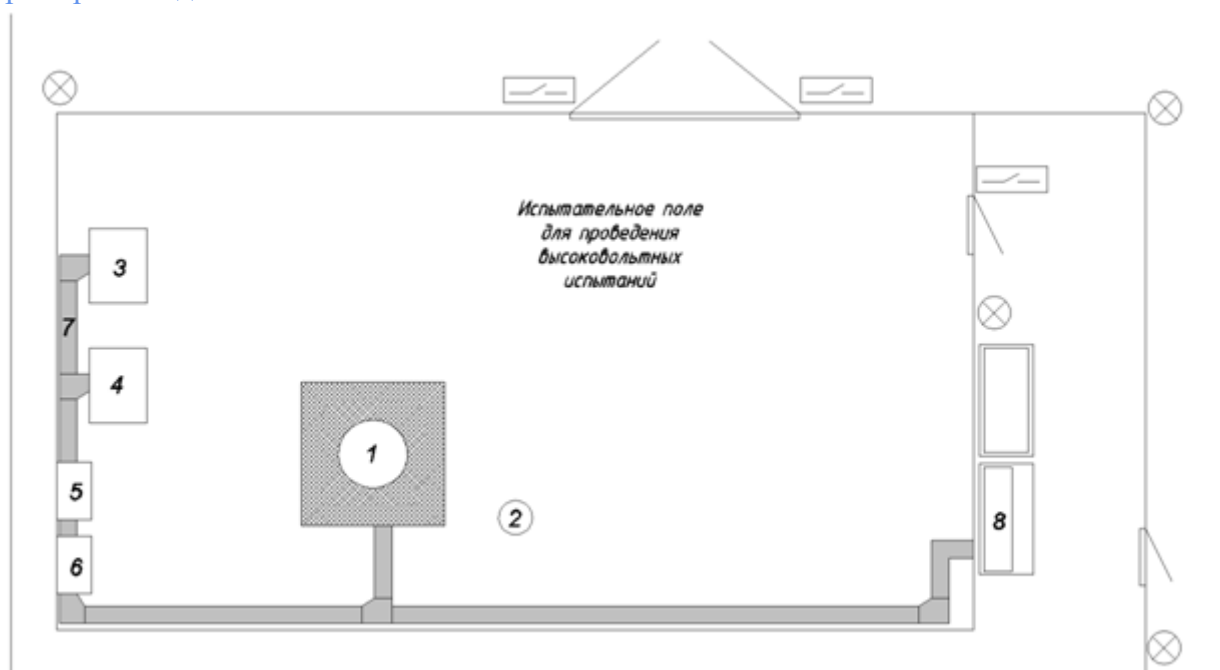 Испытательное поле
для проведения
высоковольтных
испытаний
3
7
4
1
5
2
8
6